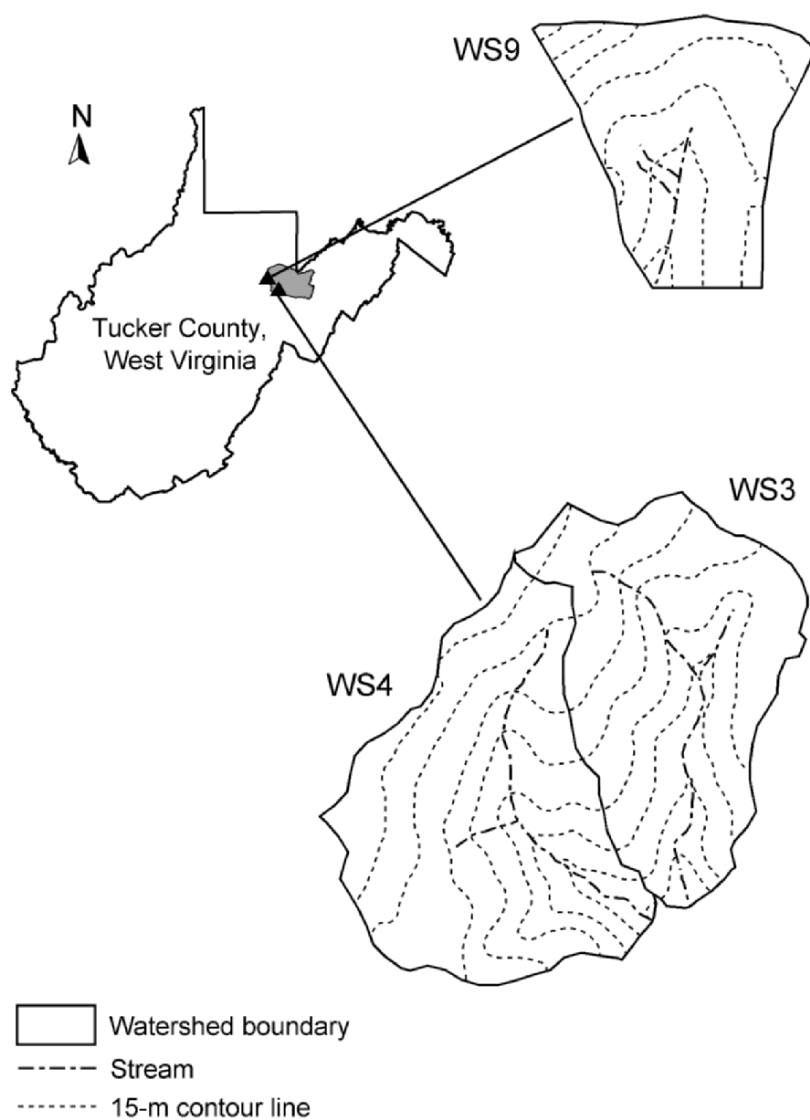 WS9
N
Tucker County,
West Virginia
WS3
WS4
Watershed boundary
Stream
15-m contour line